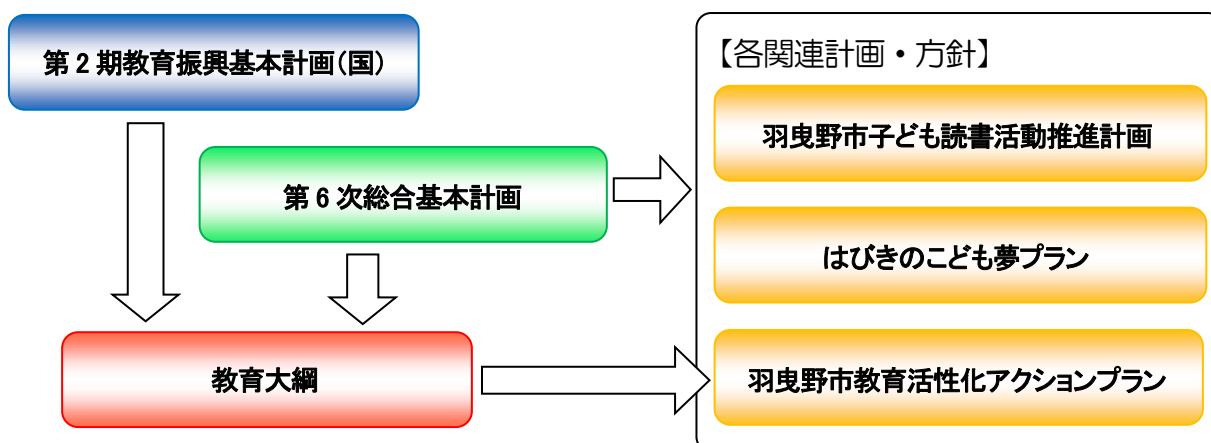 第2期教育振興基本計画(国)
【各関連計画・方針】
羽曳野市子ども読書活動推進計画
第6次総合基本計画
はびきのこども夢プラン
教育大綱
羽曳野市教育活性化アクションプラン